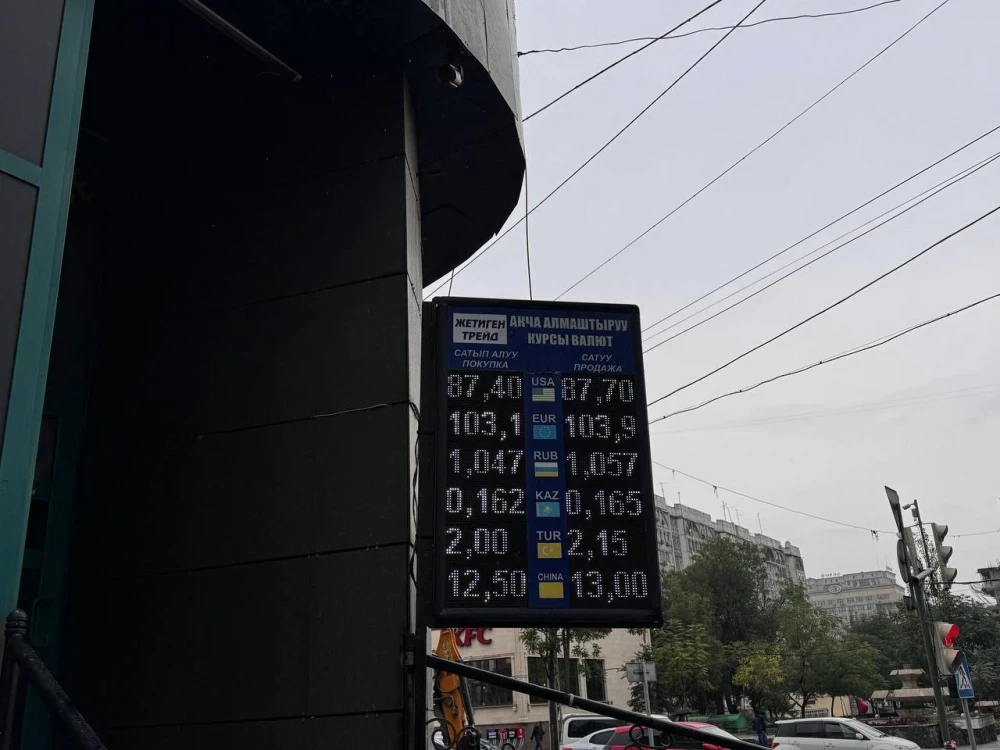 ЖЕТИГЕН
ТРЕЙД
АКЧА АЛМАШТЫРУУ
КУРСЫ ВАЛЮТ
САТЫП АЛУУ
ПОКУПКА
САТУУ
ПРОДАЖА
87,40 USA 87,70
103,1 EUR 103,9
1,047 RUB 1,057
0,162 KAZ 0,165
2,00 TUR 2,15
12,50 CHINA 13,00
KFC